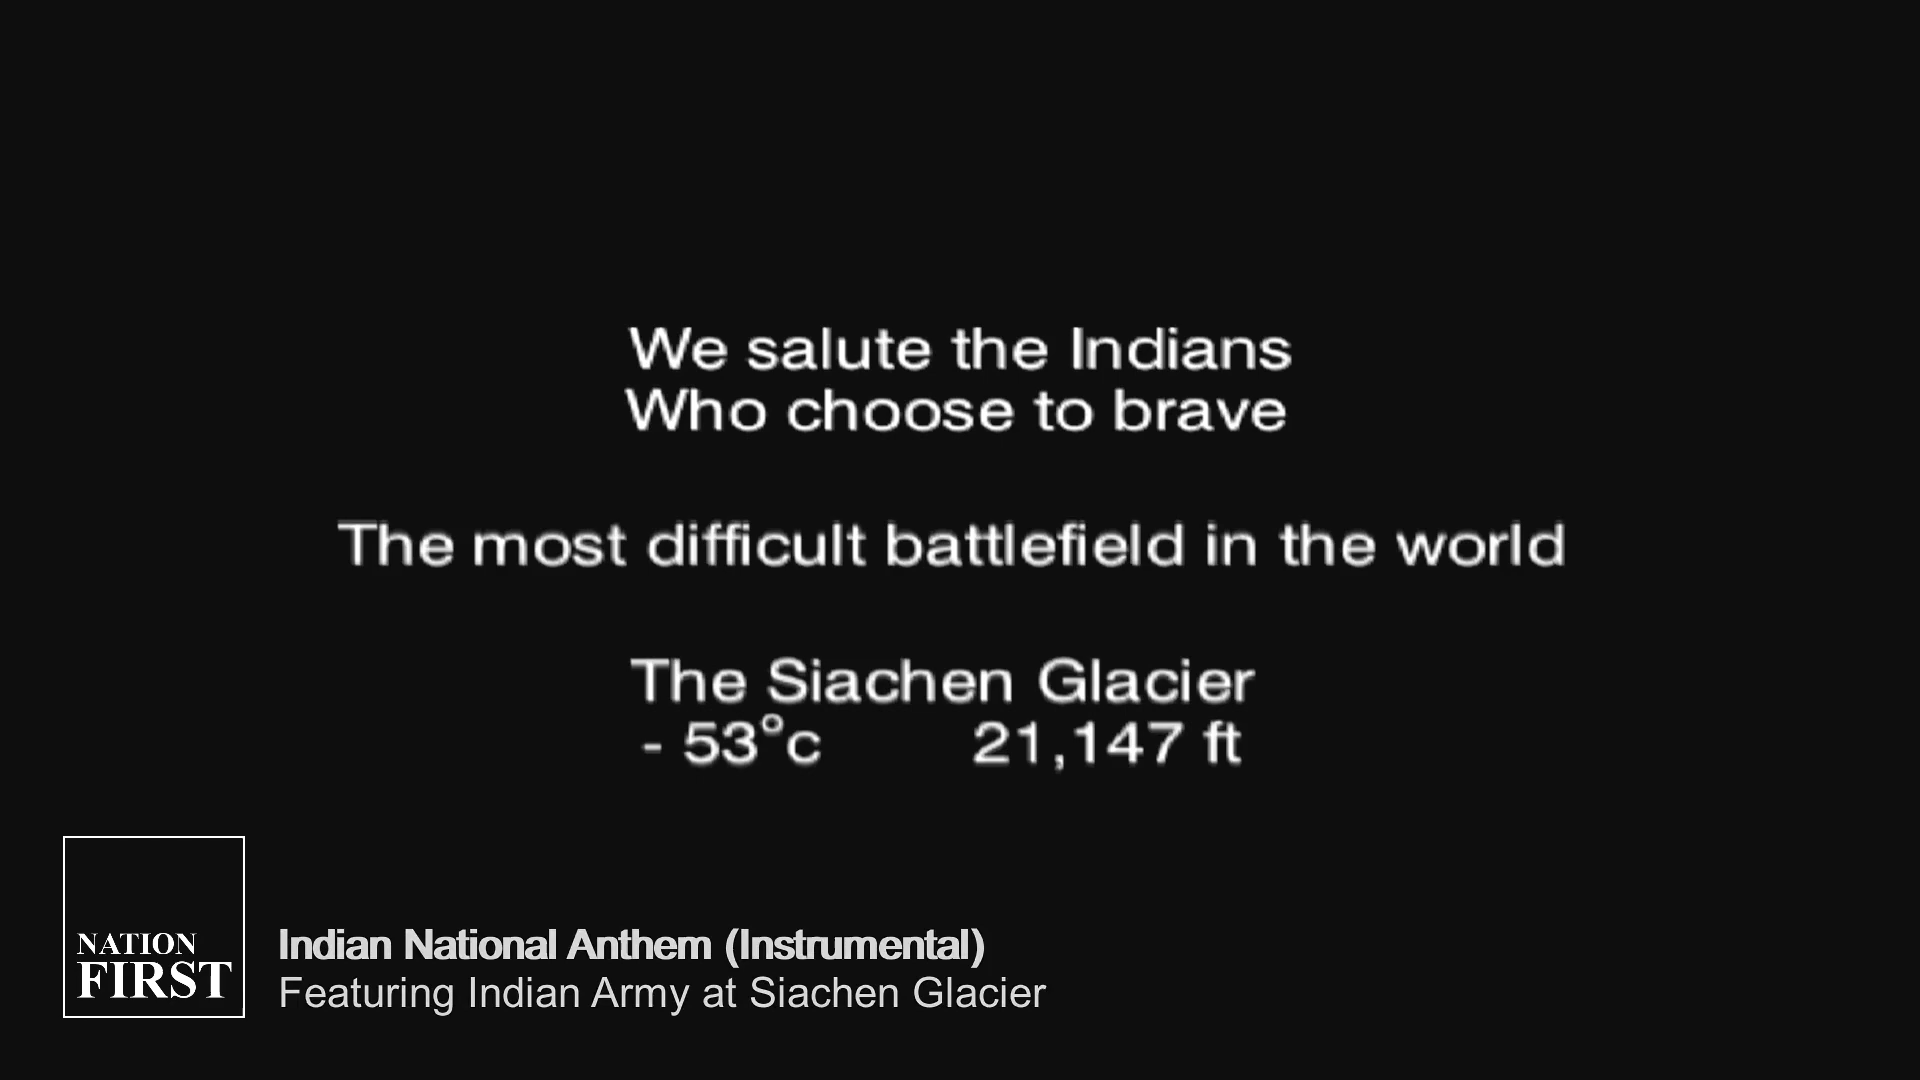 We salute the Indians
Who choose to brave
The most difficult battlefield in the world
The Siachen Glacier
- 53°c 21,147 ft
NATION
FIRST
Indian National Anthem (Instrumental)
Featuring Indian Army at Siachen Glacier